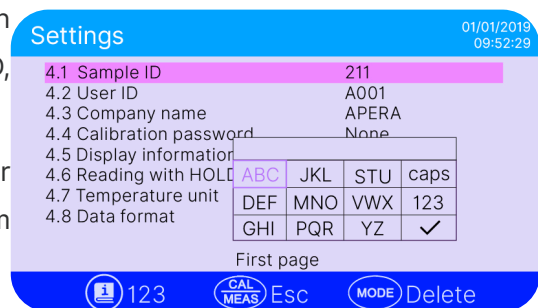 Settings
01/01/2019
09:52:29
4.1 Sample ID 211
4.2 User ID A001
4.3 Company name APERA
4.4 Calibration password None
4.5 Display information
4.6 Reading with HOLD
4.7 Temperature unit
4.8 Data format
ABC JKL STU caps
DEF MNO VWX 123
GHI PQR YZ ✓
First page
i 123 CAL MEAS Esc MODE Delete